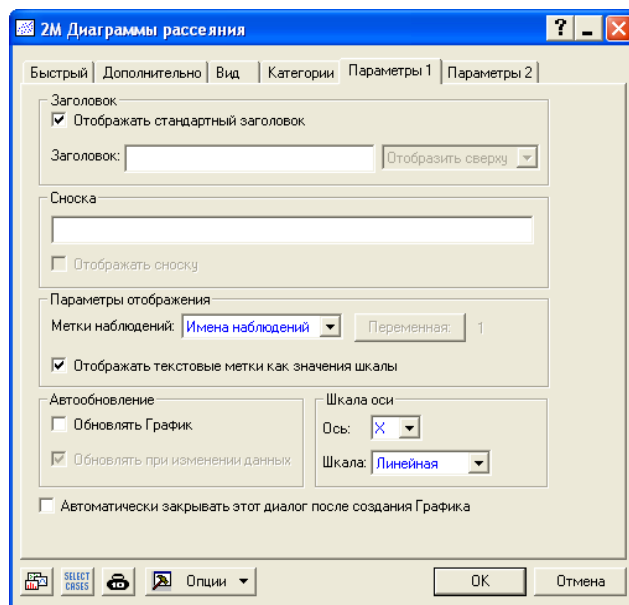 2М Диаграммы рассеяния
Быстрый Дополнительно Вид Категории Параметры 1 Параметры 2
Заголовок
Отображать стандартный заголовок
Заголовок: Отобразить сверху
Сноска
Отображать сноску
Параметры отображения
Метки наблюдений: Имена наблюдений Переменная: 1
Отображать текстовые метки как значения шкалы
Автообновление
Обновлять График
Обновлять при изменении данных
Шкала оси
Ось: X
Шкала: Линейная
Автоматически закрывать этот диалог после создания Графика
SELECT
CASES
Опции OK Отмена